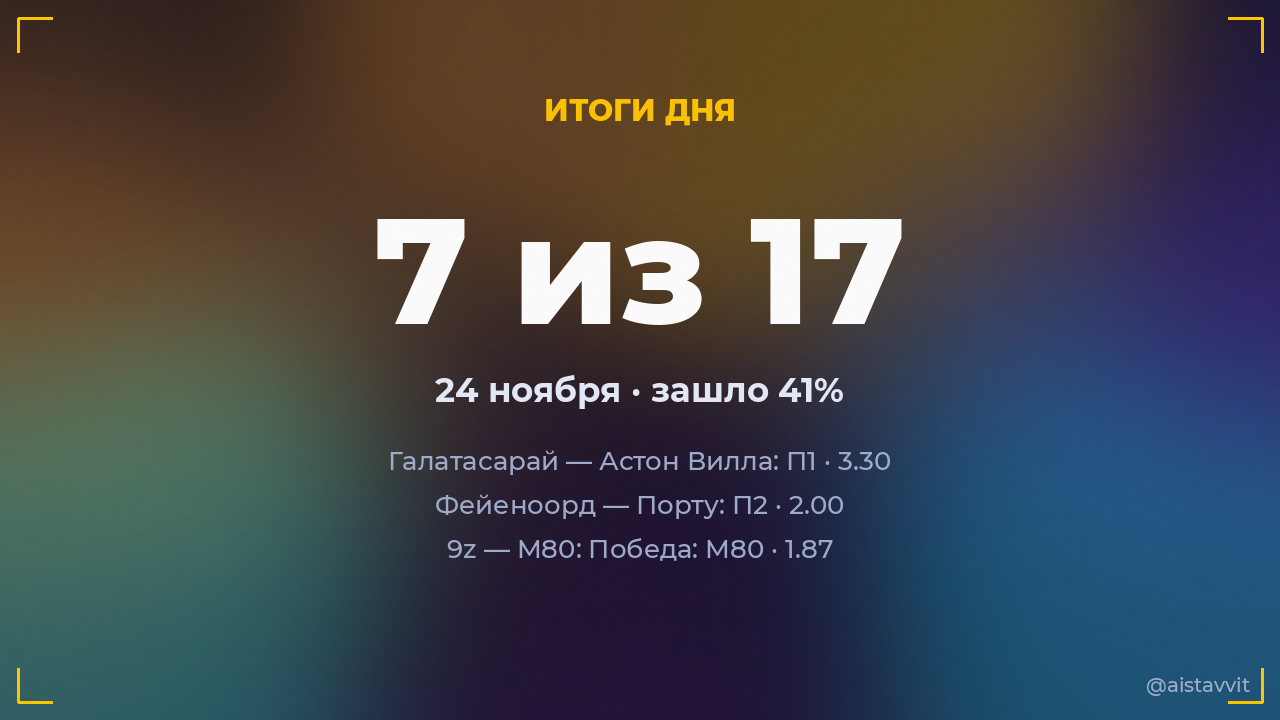 ИТОГИ ДНЯ
7 из 17
24 ноября · зашло 41%
Галатасарай — Астон Вилла: П1 · 3.30
Фейеноорд — Порту: П2 · 2.00
9z — M80: Победа: M80 · 1.87
@aistavvit